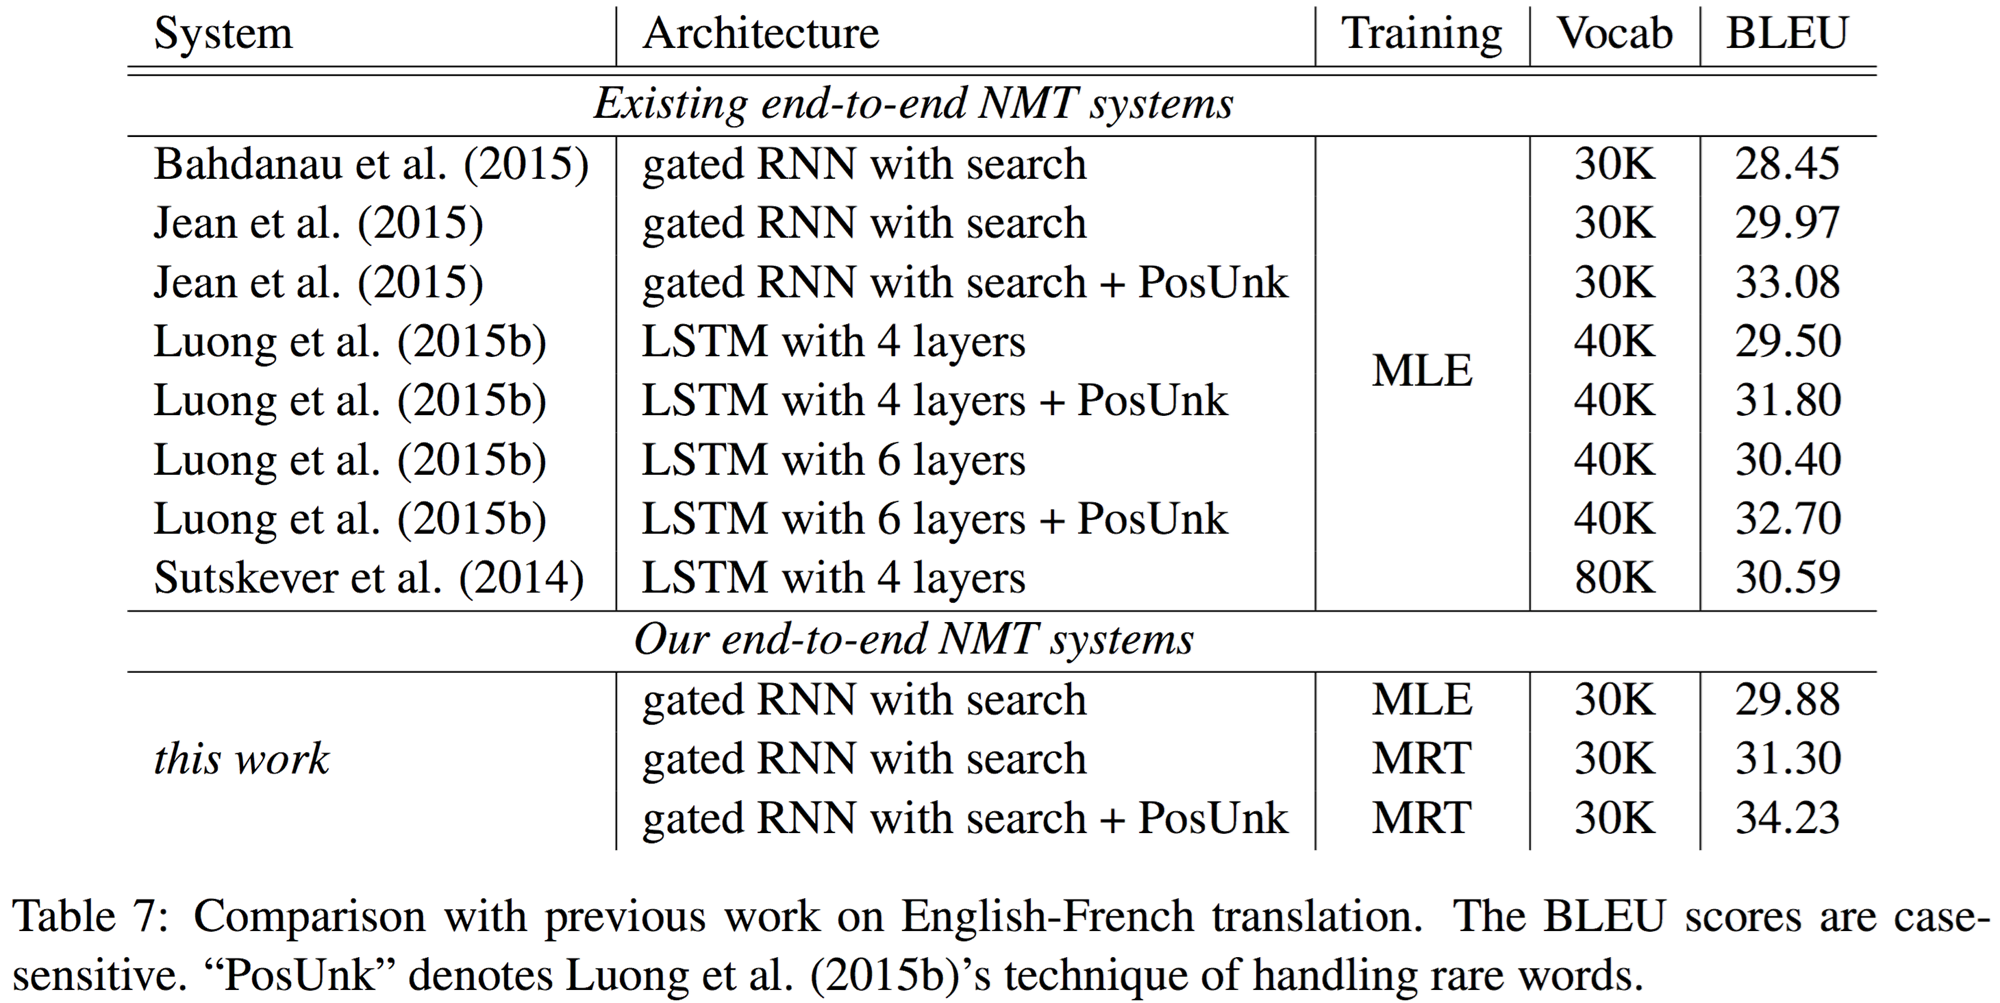 System Architecture Training Vocab BLEU
Existing end-to-end NMT systems
Bahdanau et al. (2015) gated RNN with search 30K 28.45
Jean et al. (2015) gated RNN with search 30K 29.97
Jean et al. (2015) gated RNN with search + PosUnk 30K 33.08
Luong et al. (2015b) LSTM with 4 layers 40K 29.50
MLE
Luong et al. (2015b) LSTM with 4 layers + PosUnk 40K 31.80
Luong et al. (2015b) LSTM with 6 layers 40K 30.40
Luong et al. (2015b) LSTM with 6 layers + PosUnk 40K 32.70
Sutskever et al. (2014) LSTM with 4 layers 80K 30.59
Our end-to-end NMT systems
gated RNN with search MLE 30K 29.88
this work gated RNN with search MRT 30K 31.30
gated RNN with search + PosUnk MRT 30K 34.23
Table 7: Comparison with previous work on English-French translation. The BLEU scores are case-
sensitive. “PosUnk” denotes Luong et al. (2015b)’s technique of handling rare words.